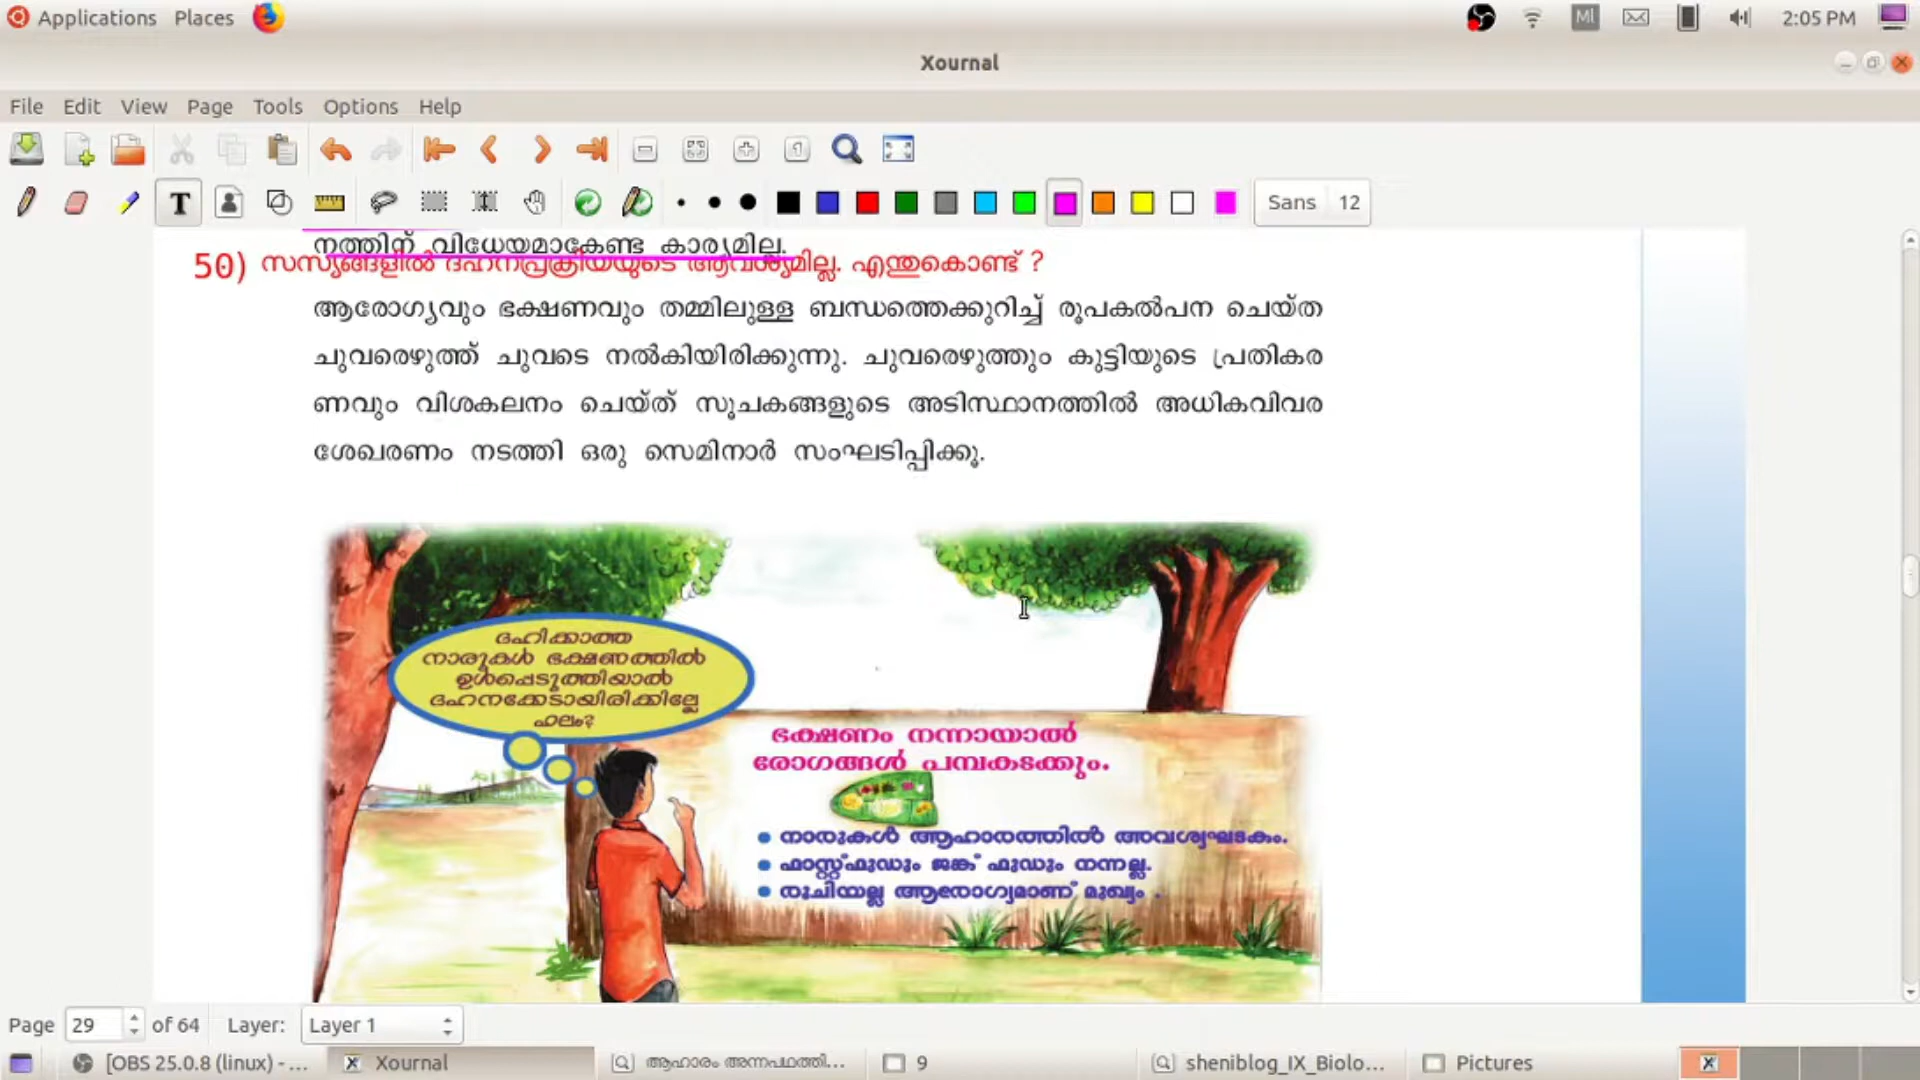 Applications Places
Ml
2:05 PM
Xournal
File Edit View Page Tools Options Help
T
Sans 12
നത്തിന് വിധേയമാകേണ്ട കാര്യമില്ല.
50) സസ്യങ്ങളിൽ ദഹനപ്രക്രിയയുടെ ആവശ്യമില്ല. എന്തുകൊണ്ട് ?
ആരോഗ്യവും ഭക്ഷണവും തമ്മിലുള്ള ബന്ധത്തെക്കുറിച്ച് രൂപകൽപന ചെയ്ത
ചുവരെഴുത്ത് ചുവടെ നൽകിയിരിക്കുന്നു. ചുവരെഴുത്തും കുട്ടിയുടെ പ്രതികര
ണവും വിശകലനം ചെയ്ത് സൂചകങ്ങളുടെ അടിസ്ഥാനത്തിൽ അധികവിവര
ശേഖരണം നടത്തി ഒരു സെമിനാർ സംഘടിപ്പിക്കൂ.
ദഹിക്കാത്ത
നാരുകൾ ഭക്ഷണത്തിൽ
ഉൾപ്പെടുത്തിയാൽ
ദഹനക്കേടായിരിക്കില്ലേ
ഫലം?
ഭക്ഷണം നന്നായാൽ
രോഗങ്ങൾ പമ്പകടക്കും.
• നാരുകൾ ആഹാരത്തിൽ അവശ്യഘടകം.
• ഫാസ്റ്റ്ഫുഡും ജങ്ക് ഫുഡും നന്നല്ല.
• രുചിയല്ല ആരോഗ്യമാണ് മുഖ്യം .
Page 29 of 64 Layer: Layer 1
[OBS 25.0.8 (linux) - ... Xournal ആഹാരം അന്നപഥത്തി... 9 sheniblog_IX_Biolo... Pictures